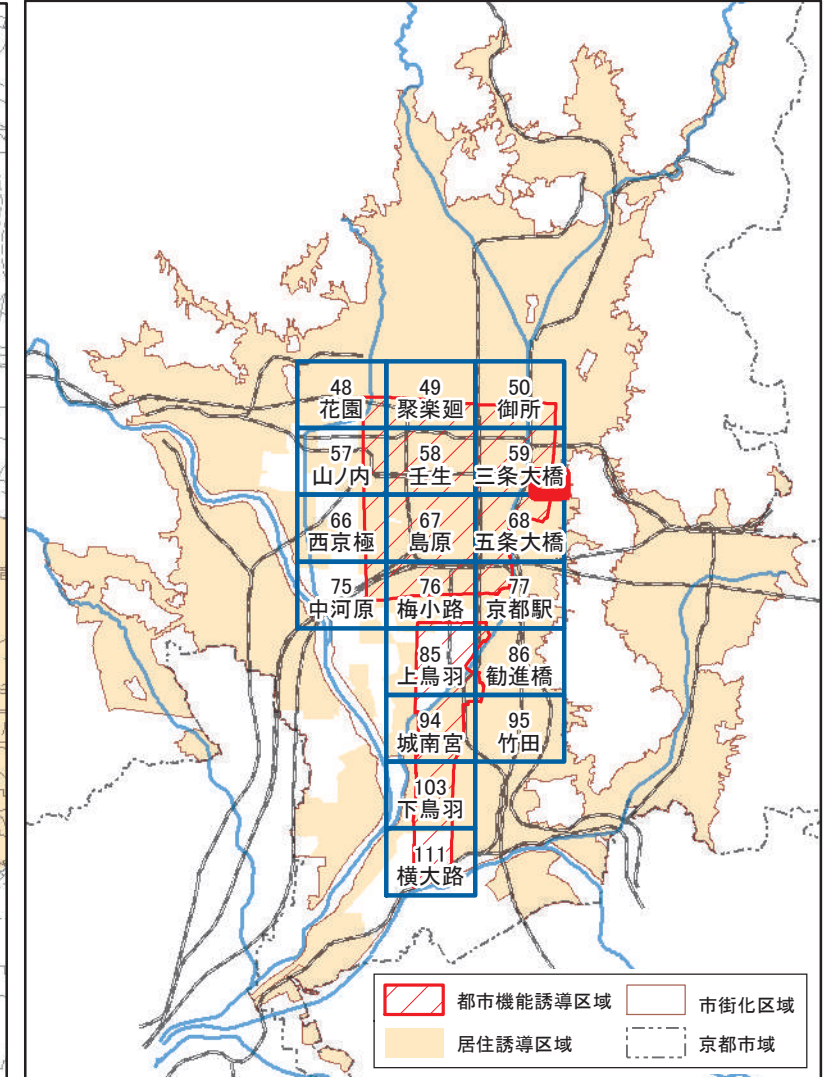 48
花園
49
聚楽廻
50
御所
57
山ノ内
58
壬生
59
三条大橋
66
西京極
67
島原
68
五条大橋
75
中河原
76
梅小路
77
京都駅
85
上鳥羽
86
勧進橋
94
城南宮
95
竹田
103
下鳥羽
111
横大路
都市機能誘導区域
市街化区域
居住誘導区域
京都市域